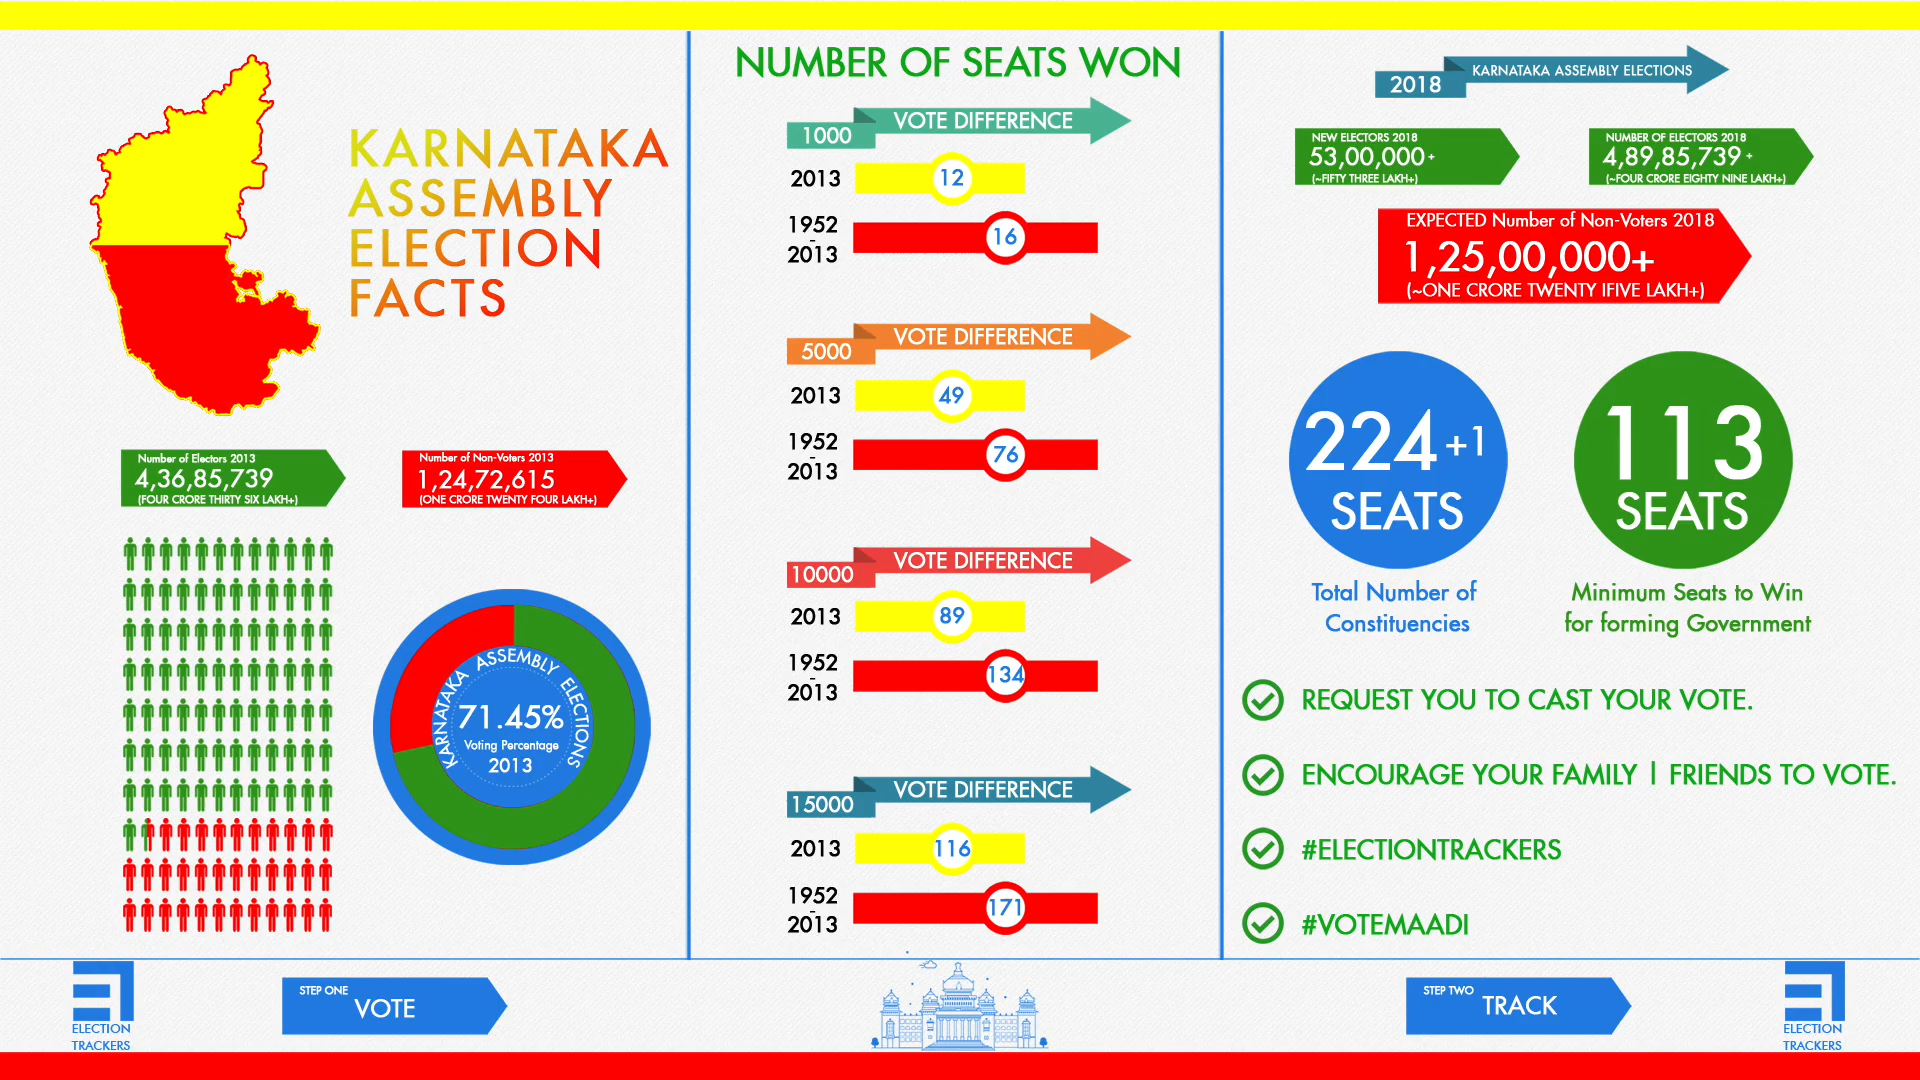 KARNATAKA
ASSEMBLY
ELECTION
FACTS
Number of Electors 2013
4,36,85,739
(FOUR CRORE THIRTY SIX LAKH+)
Number of Non-Voters 2013
1,24,72,615
(ONE CRORE TWENTY FOUR LAKH+)
KARNATAKA ASSEMBLY ELECTIONS
71.45%
Voting Percentage
2013
NUMBER OF SEATS WON
1000 VOTE DIFFERENCE
2013 12
1952
-
2013
16
5000 VOTE DIFFERENCE
2013 49
1952
-
2013
76
10000 VOTE DIFFERENCE
2013 89
1952
-
2013
134
15000 VOTE DIFFERENCE
2013 116
1952
-
2013
171
2018 KARNATAKA ASSEMBLY ELECTIONS
NEW ELECTORS 2018
53,00,000+
(~FIFTY THREE LAKH+)
NUMBER OF ELECTORS 2018
4,89,85,739+
(~FOUR CRORE EIGHTY NINE LAKH+)
EXPECTED Number of Non-Voters 2018
1,25,00,000+
(~ONE CRORE TWENTY IFIVE LAKH+)
224+1
SEATS
Total Number of
Constituencies
113
SEATS
Minimum Seats to Win
for forming Government
REQUEST YOU TO CAST YOUR VOTE.
ENCOURAGE YOUR FAMILY | FRIENDS TO VOTE.
#ELECTIONTRACKERS
#VOTEMAADI
ELECTION
TRACKERS
STEP ONE
VOTE
STEP TWO
TRACK
ELECTION
TRACKERS